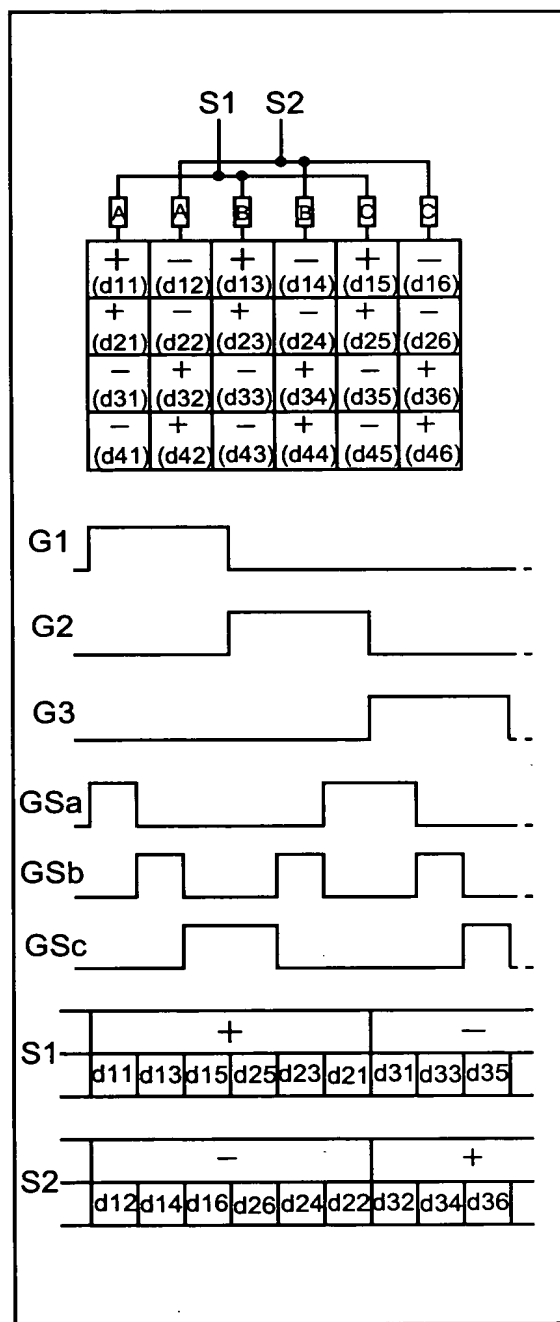 S1 S2
A A B B C C
+ − + − + −
(d11) (d12) (d13) (d14) (d15) (d16)
+ − + − + −
(d21) (d22) (d23) (d24) (d25) (d26)
− + − + − +
(d31) (d32) (d33) (d34) (d35) (d36)
− + − + − +
(d41) (d42) (d43) (d44) (d45) (d46)
G1
G2
G3
GSa
GSb
GSc
+ −
S1
d11 d13 d15 d25 d23 d21 d31 d33 d35
− +
S2
d12 d14 d16 d26 d24 d22 d32 d34 d36